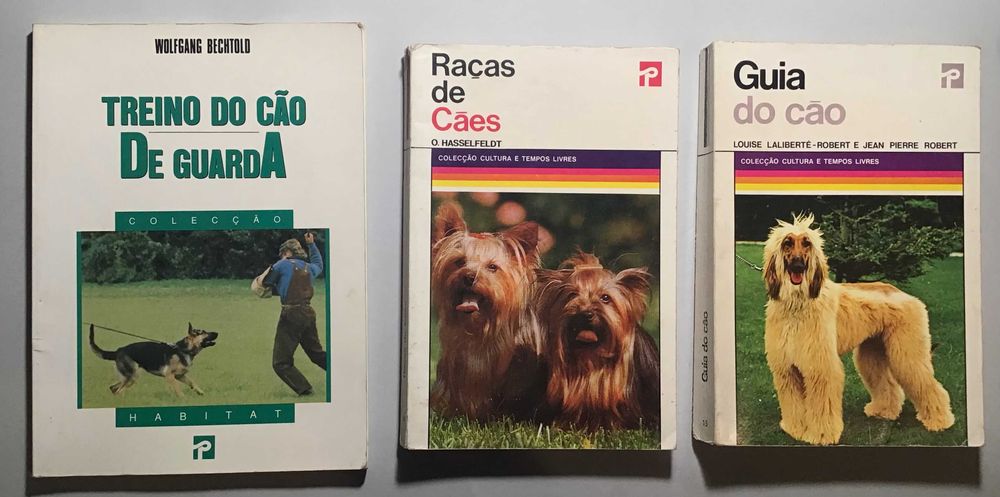 WOLFGANG BECHTOLD
TREINO DO CÃO
DE GUARDA
COLECÇÃO
HABITAT
Raças
de
Cães
O. HASSELFELDT
COLECÇÃO CULTURA E TEMPOS LIVRES
Guia
do cão
LOUISE LALIBERTÉ-ROBERT E JEAN PIERRE ROBERT
COLECÇÃO CULTURA E TEMPOS LIVRES
Guia do cão
15